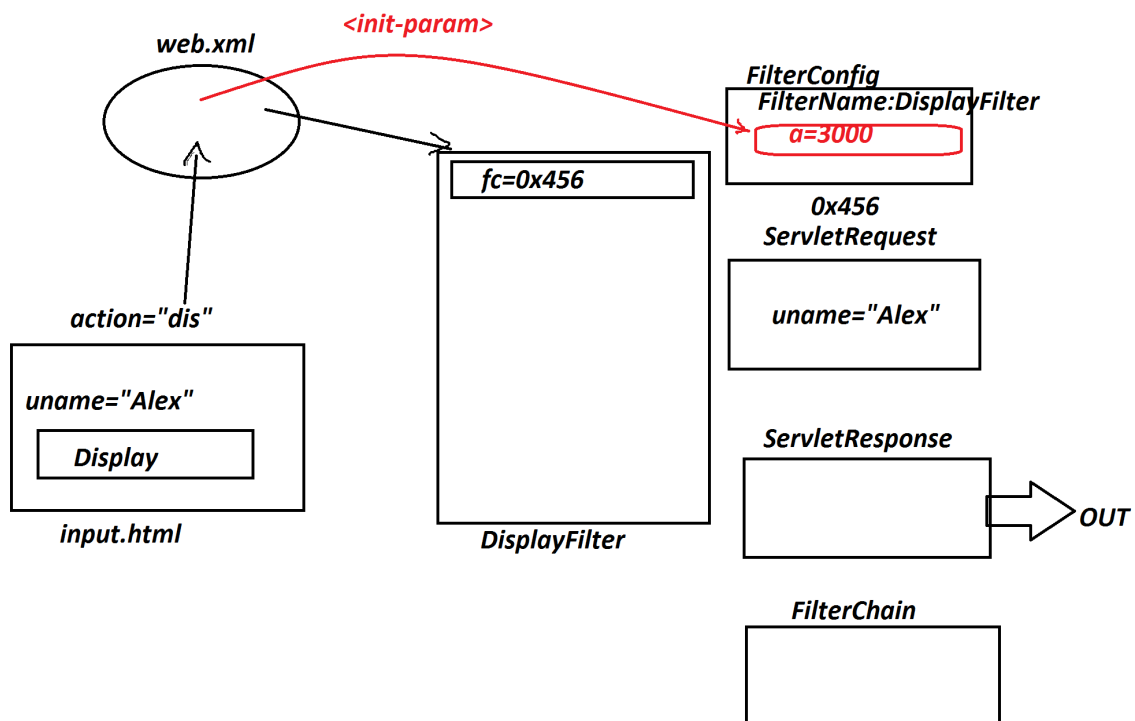 <init-param>
web.xml
FilterConfig
FilterName:DisplayFilter
a=3000
fc=0x456
0x456
ServletRequest
uname="Alex"
action="dis"
uname="Alex"
Display
input.html
DisplayFilter
ServletResponse
OUT
FilterChain